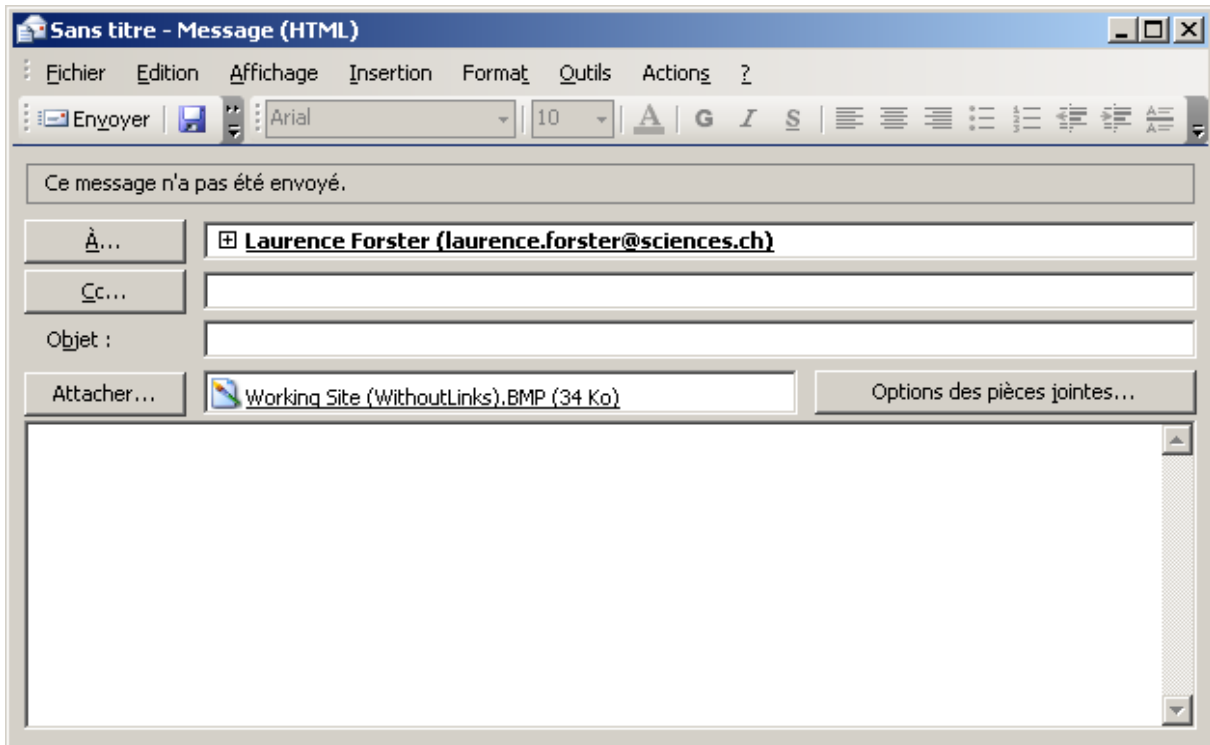 Sans titre - Message (HTML)
Fichier Edition Affichage Insertion Format Outils Actions ?
Envoyer Arial 10 A G I S
Ce message n'a pas été envoyé.
À... Laurence Forster (laurence.forster@sciences.ch)
Cc...
Objet :
Attacher... Working Site (WithoutLinks).BMP (34 Ko) Options des pièces jointes...